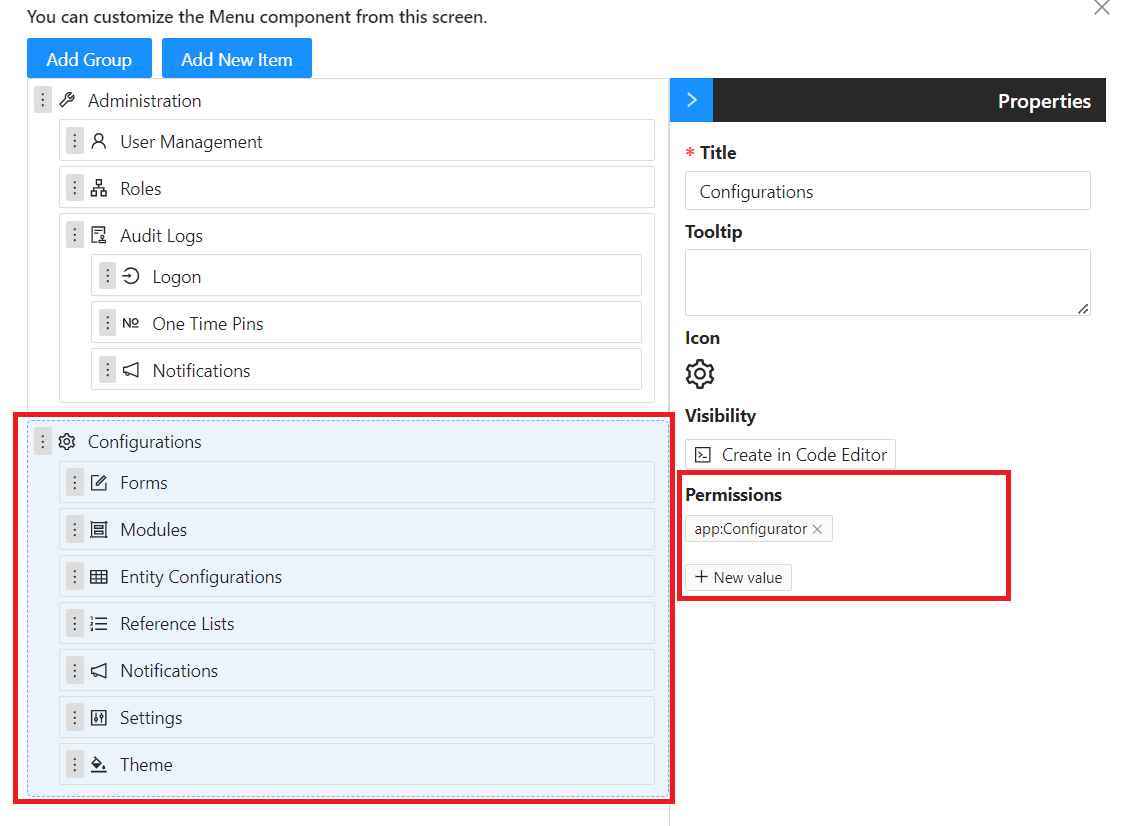 You can customize the Menu component from this screen.
Add Group
Add New Item
Administration
User Management
Roles
Audit Logs
Logon
One Time Pins
Notifications
Configurations
Forms
Modules
Entity Configurations
Reference Lists
Notifications
Settings
Theme
Properties
* Title
Configurations
Tooltip
Icon
Visibility
Create in Code Editor
Permissions
app:Configurator
New value